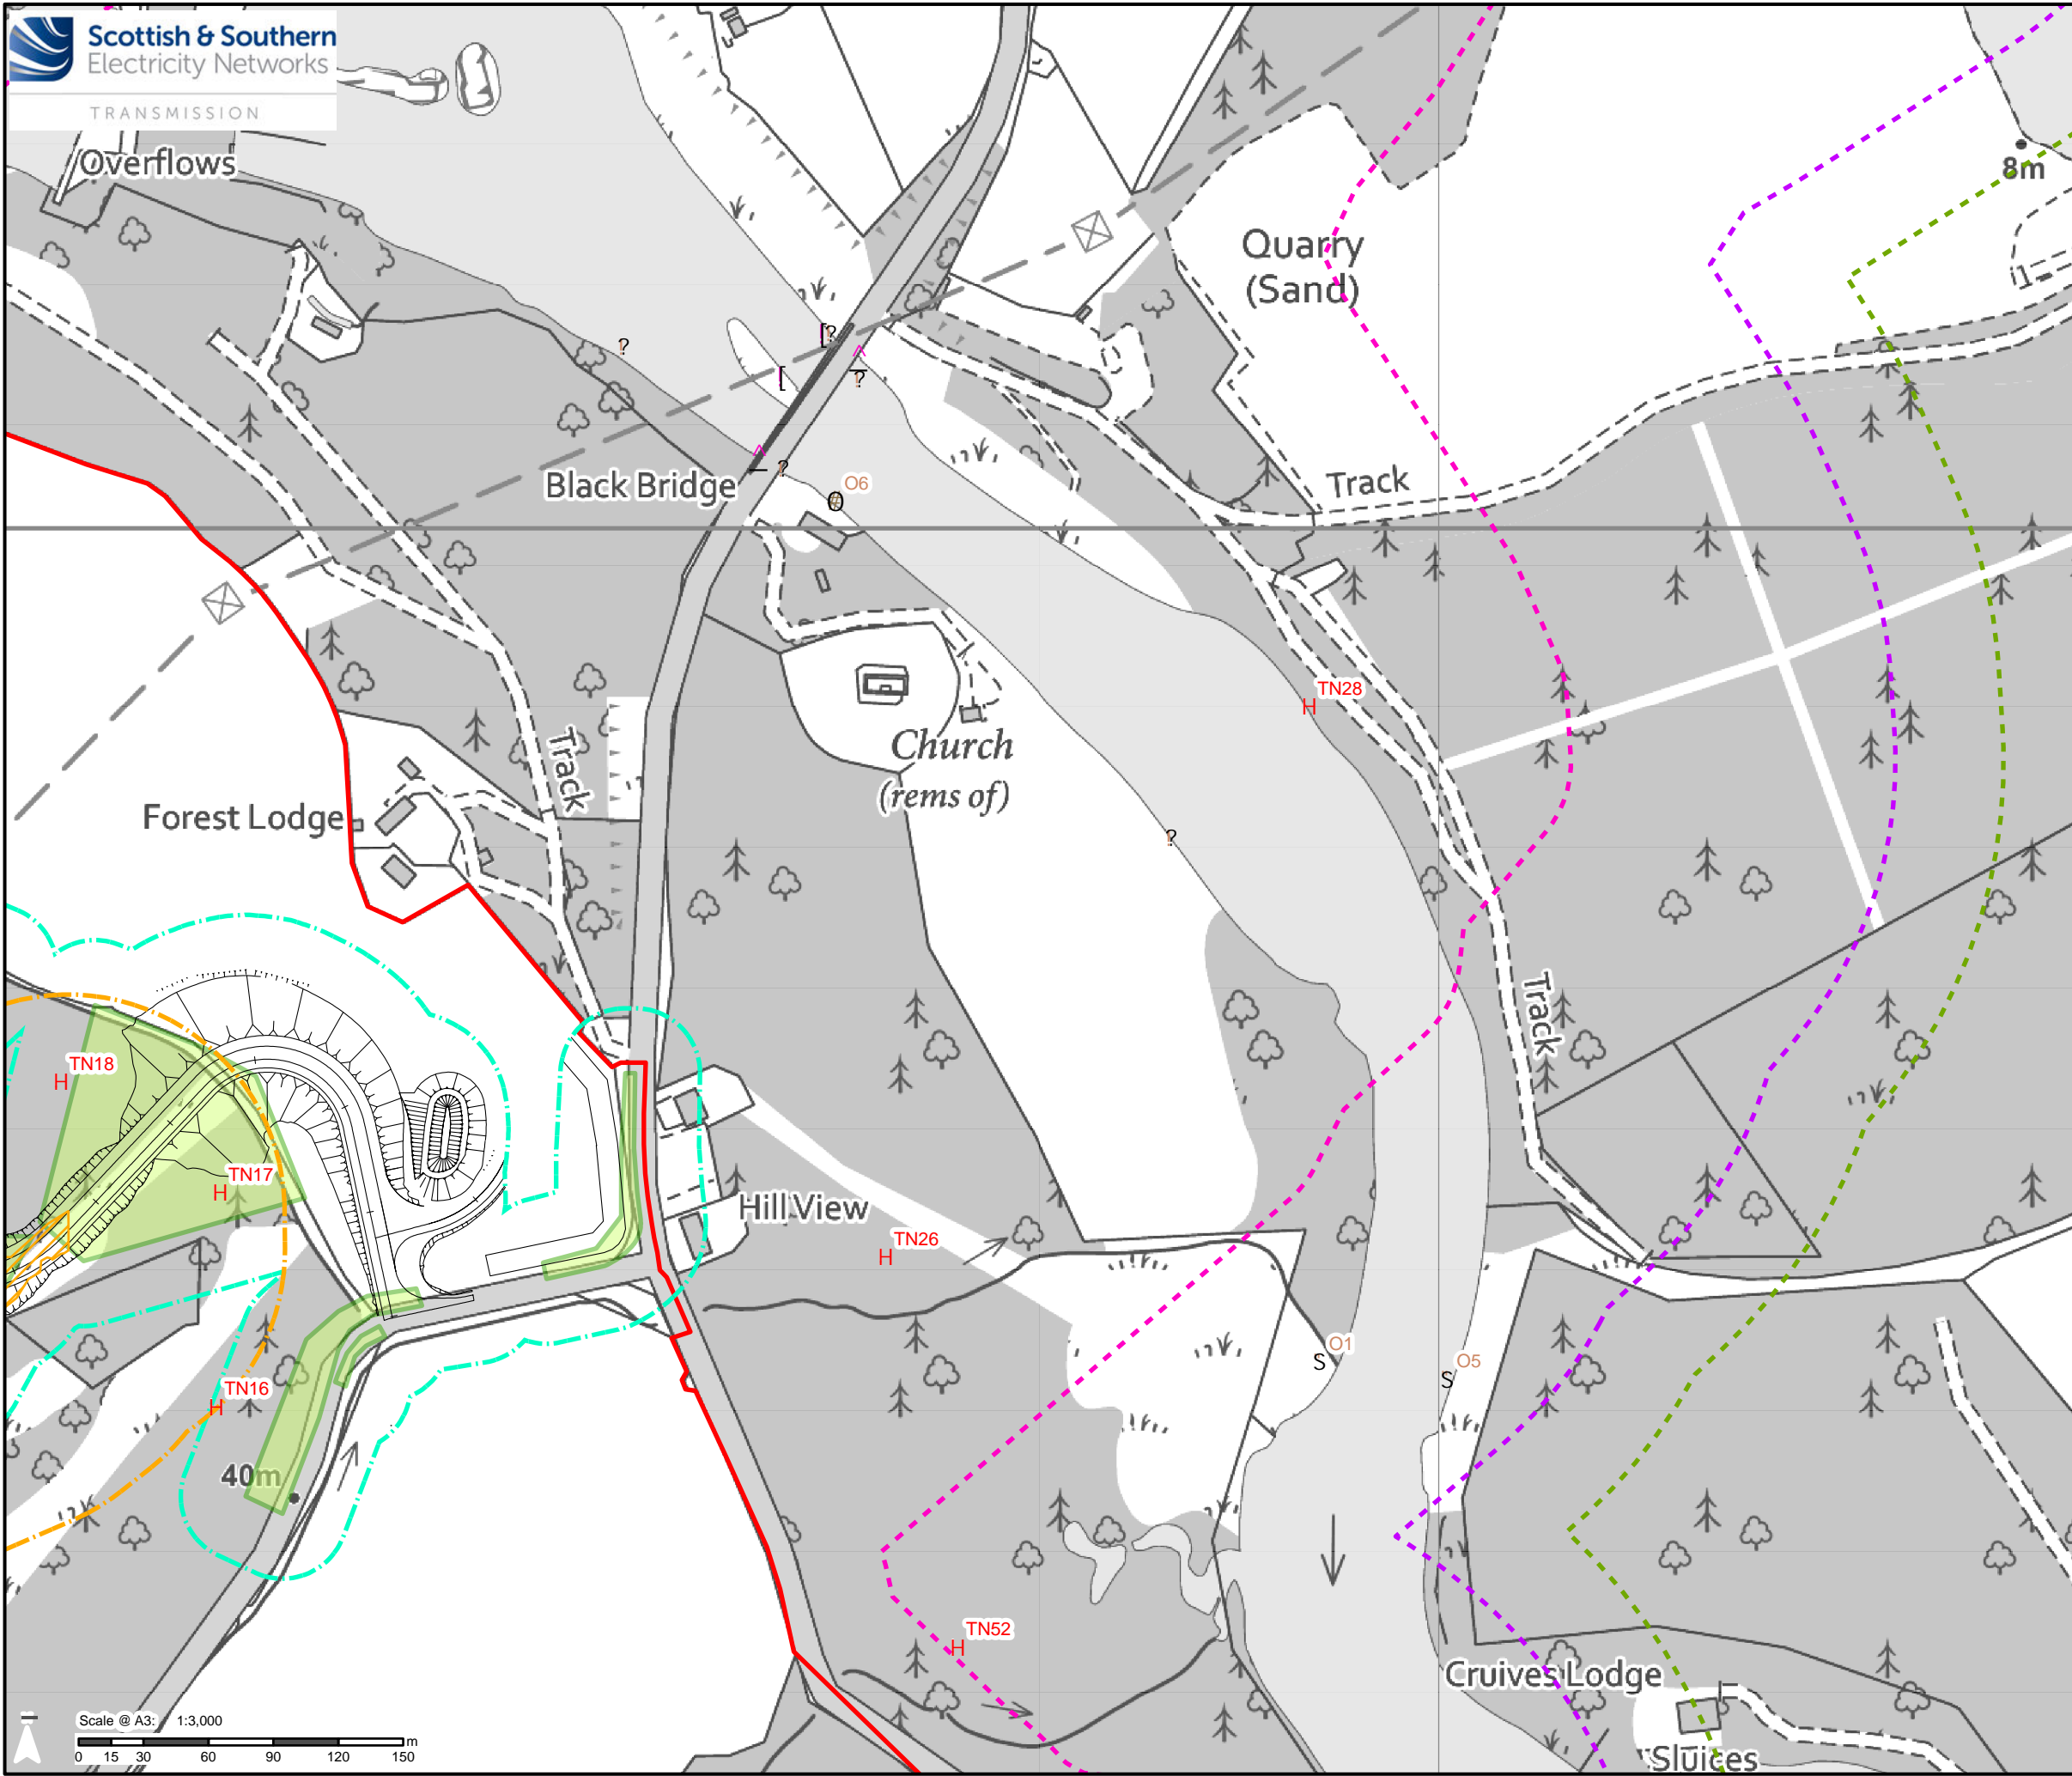 Scottish & Southern
Electricity Networks
TRANSMISSION
Overflows
8m
Quarry
(Sand)
[?
?
[
?
Black Bridge
?
O6
O
Track
TN28
H
Track
Church
(rems of)
Forest Lodge
?
Track
TN18
H
TN17
H
Hill View
TN26
H
O1
S
O5
S
TN16
H
40m
TN52
H
Cruives Lodge
Scale @ A3: 1:3,000
m
0 15 30 60 90 120 150
Sluices